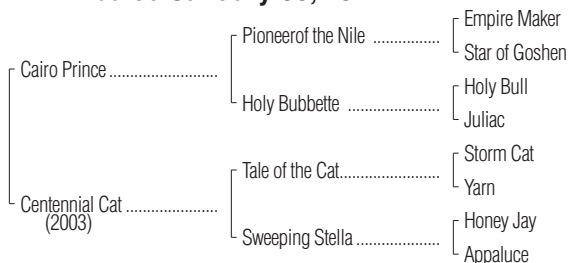 Empire Maker
Pioneerof the Nile
Star of Goshen
Cairo Prince
Holy Bull
Holy Bubbette
Juliac
Storm Cat
Tale of the Cat
Yarn
Centennial Cat
(2003)
Honey Jay
Sweeping Stella
Appaluce